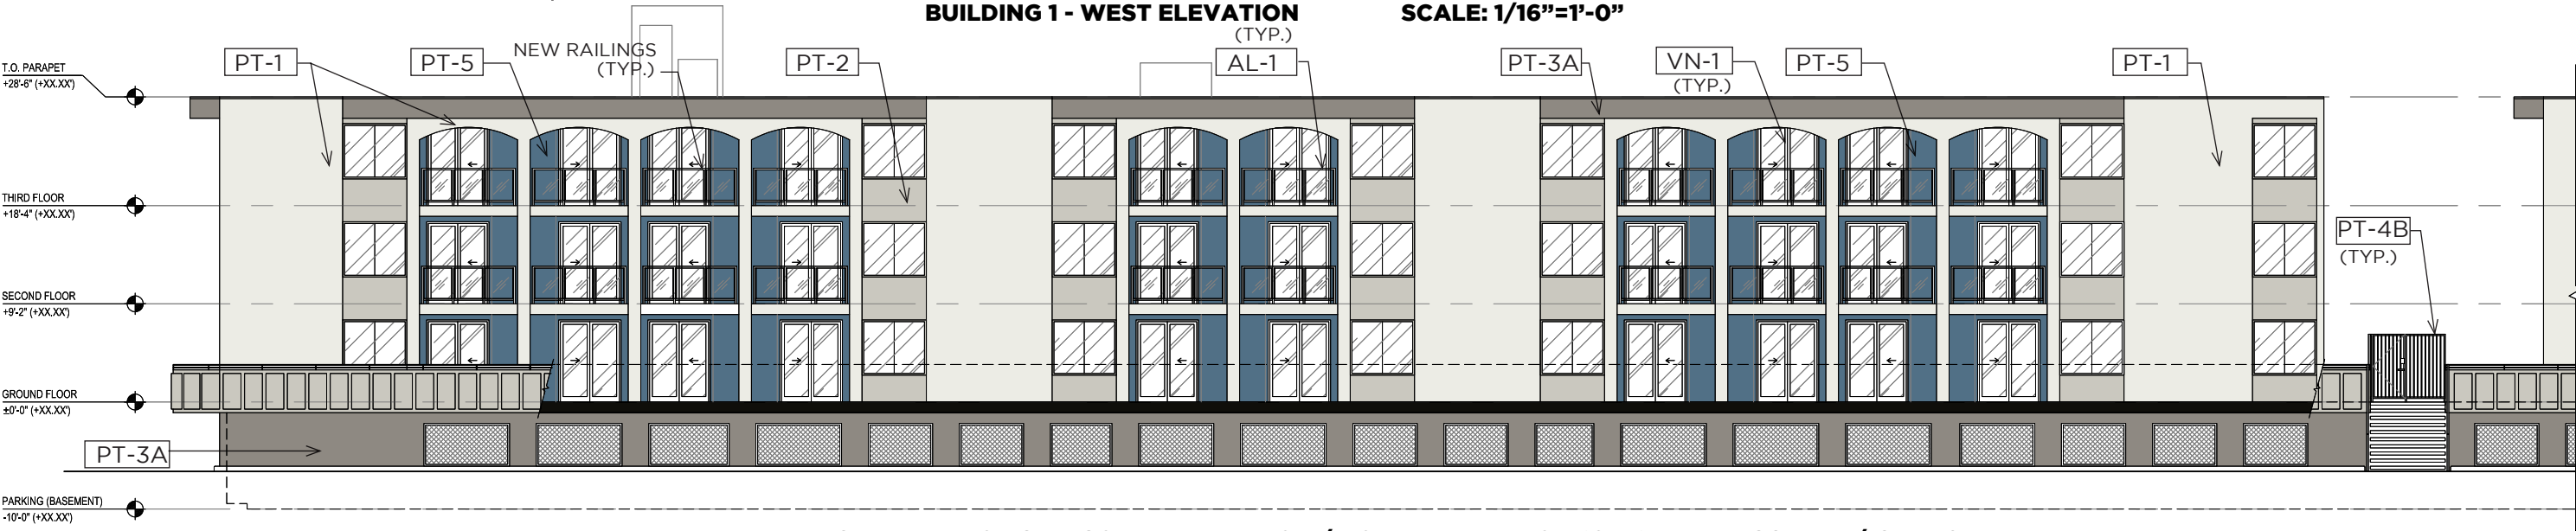 BUILDING 1 - WEST ELEVATION SCALE: 1/16”=1’-0”
(TYP.)
PT-1
PT-5
NEW RAILINGS
(TYP.)
PT-2
AL-1
PT-3A
VN-1
(TYP.)
PT-5
PT-1
T.O. PARAPET
+28'-6" (+XX.XX')
THIRD FLOOR
+18'-4" (+XX.XX')
PT-4B
(TYP.)
SECOND FLOOR
+9'-2" (+XX.XX')
GROUND FLOOR
±0'-0" (+XX.XX')
PT-3A
PARKING (BASEMENT)
-10'-0" (+XX.XX')